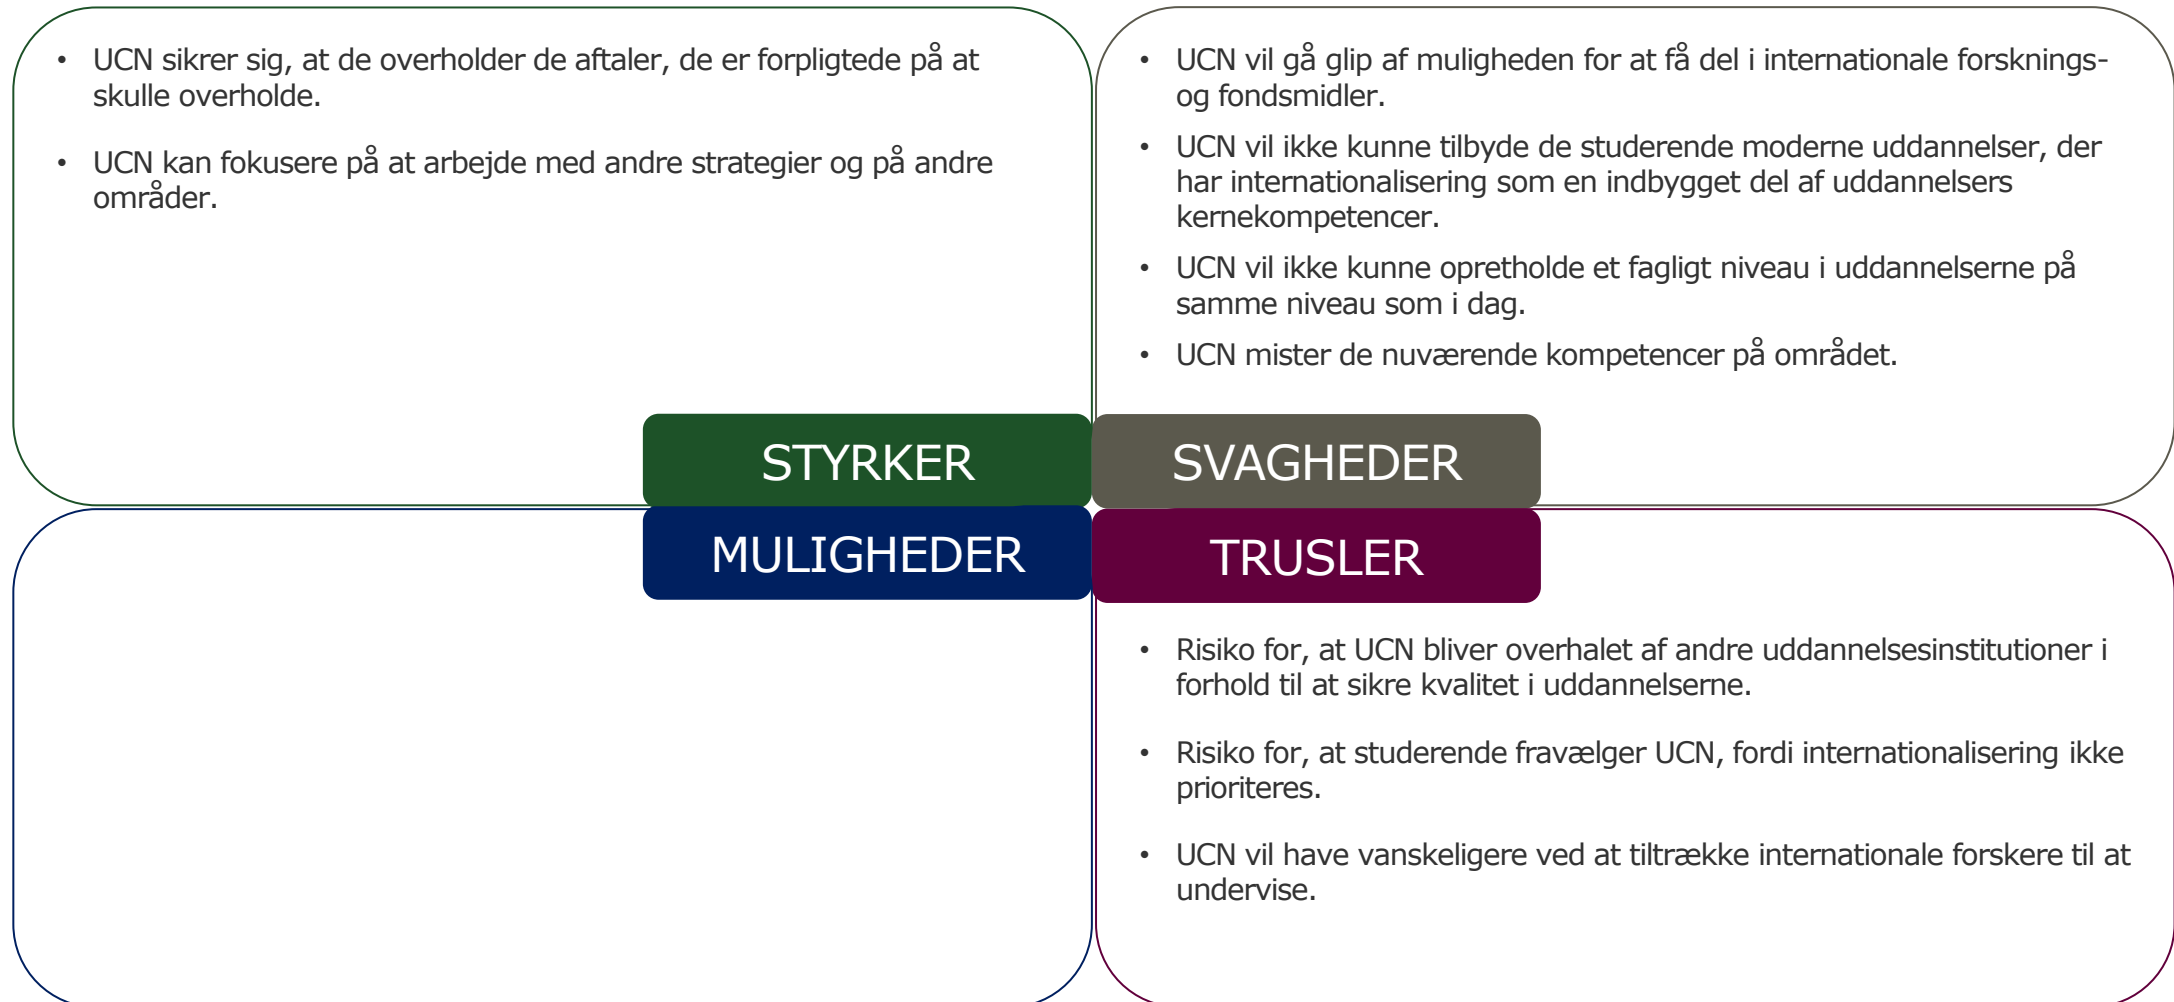 • UCN sikrer sig, at de overholder de aftaler, de er forpligtede på at
skulle overholde.
• UCN kan fokusere på at arbejde med andre strategier og på andre
områder.
STYRKER
• UCN vil gå glip af muligheden for at få del i internationale forsknings-
og fondsmidler.
• UCN vil ikke kunne tilbyde de studerende moderne uddannelser, der
har internationalisering som en indbygget del af uddannelsers
kernekompetencer.
• UCN vil ikke kunne opretholde et fagligt niveau i uddannelserne på
samme niveau som i dag.
• UCN mister de nuværende kompetencer på området.
SVAGHEDER
MULIGHEDER
TRUSLER
• Risiko for, at UCN bliver overhalet af andre uddannelsesinstitutioner i
forhold til at sikre kvalitet i uddannelserne.
• Risiko for, at studerende fravælger UCN, fordi internationalisering ikke
prioriteres.
• UCN vil have vanskeligere ved at tiltrække internationale forskere til at
undervise.